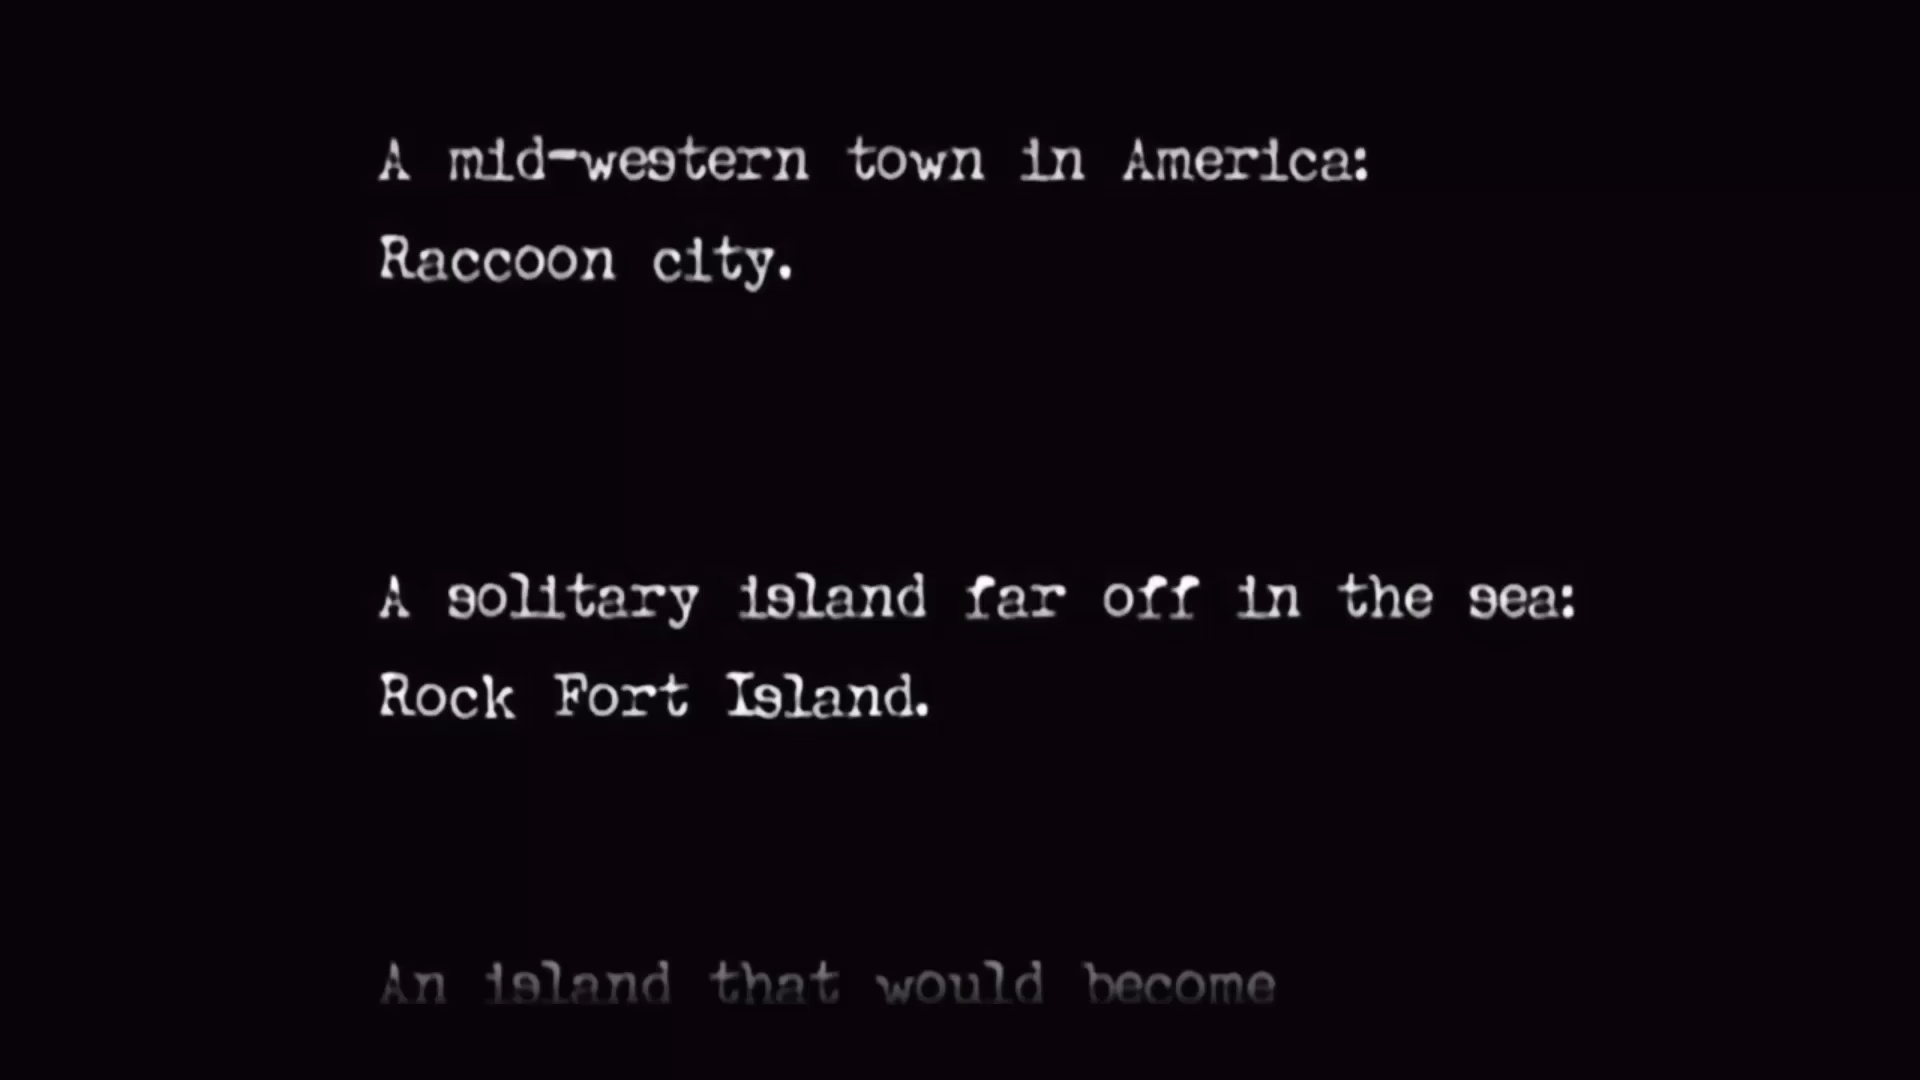 A mid-western town in America:
Raccoon city.
A solitary island far off in the sea:
Rock Fort Island.
An island that would become